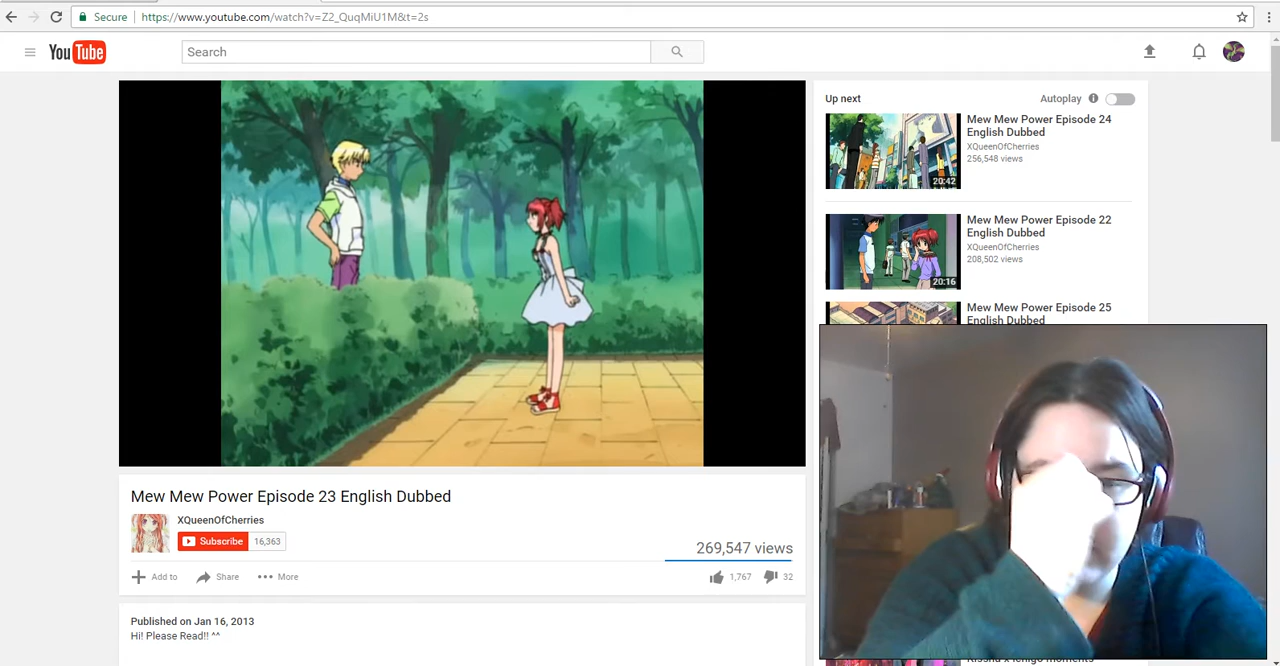 Secure
https://www.youtube.com/watch?v=Z2_QuqMiU1M&t=2s
YouTube
Search
Up next
Autoplay
Mew Mew Power Episode 24
English Dubbed
XQueenOfCherries
256,548 views
20:42
Mew Mew Power Episode 22
English Dubbed
XQueenOfCherries
208,502 views
20:16
Mew Mew Power Episode 25
English Dubbed
Mew Mew Power Episode 23 English Dubbed
XQueenOfCherries
Subscribe 16,363
269,547 views
Add to Share More
1,767 32
Published on Jan 16, 2013
Hi! Please Read!! ^^
Kisshu x Ichigo moments